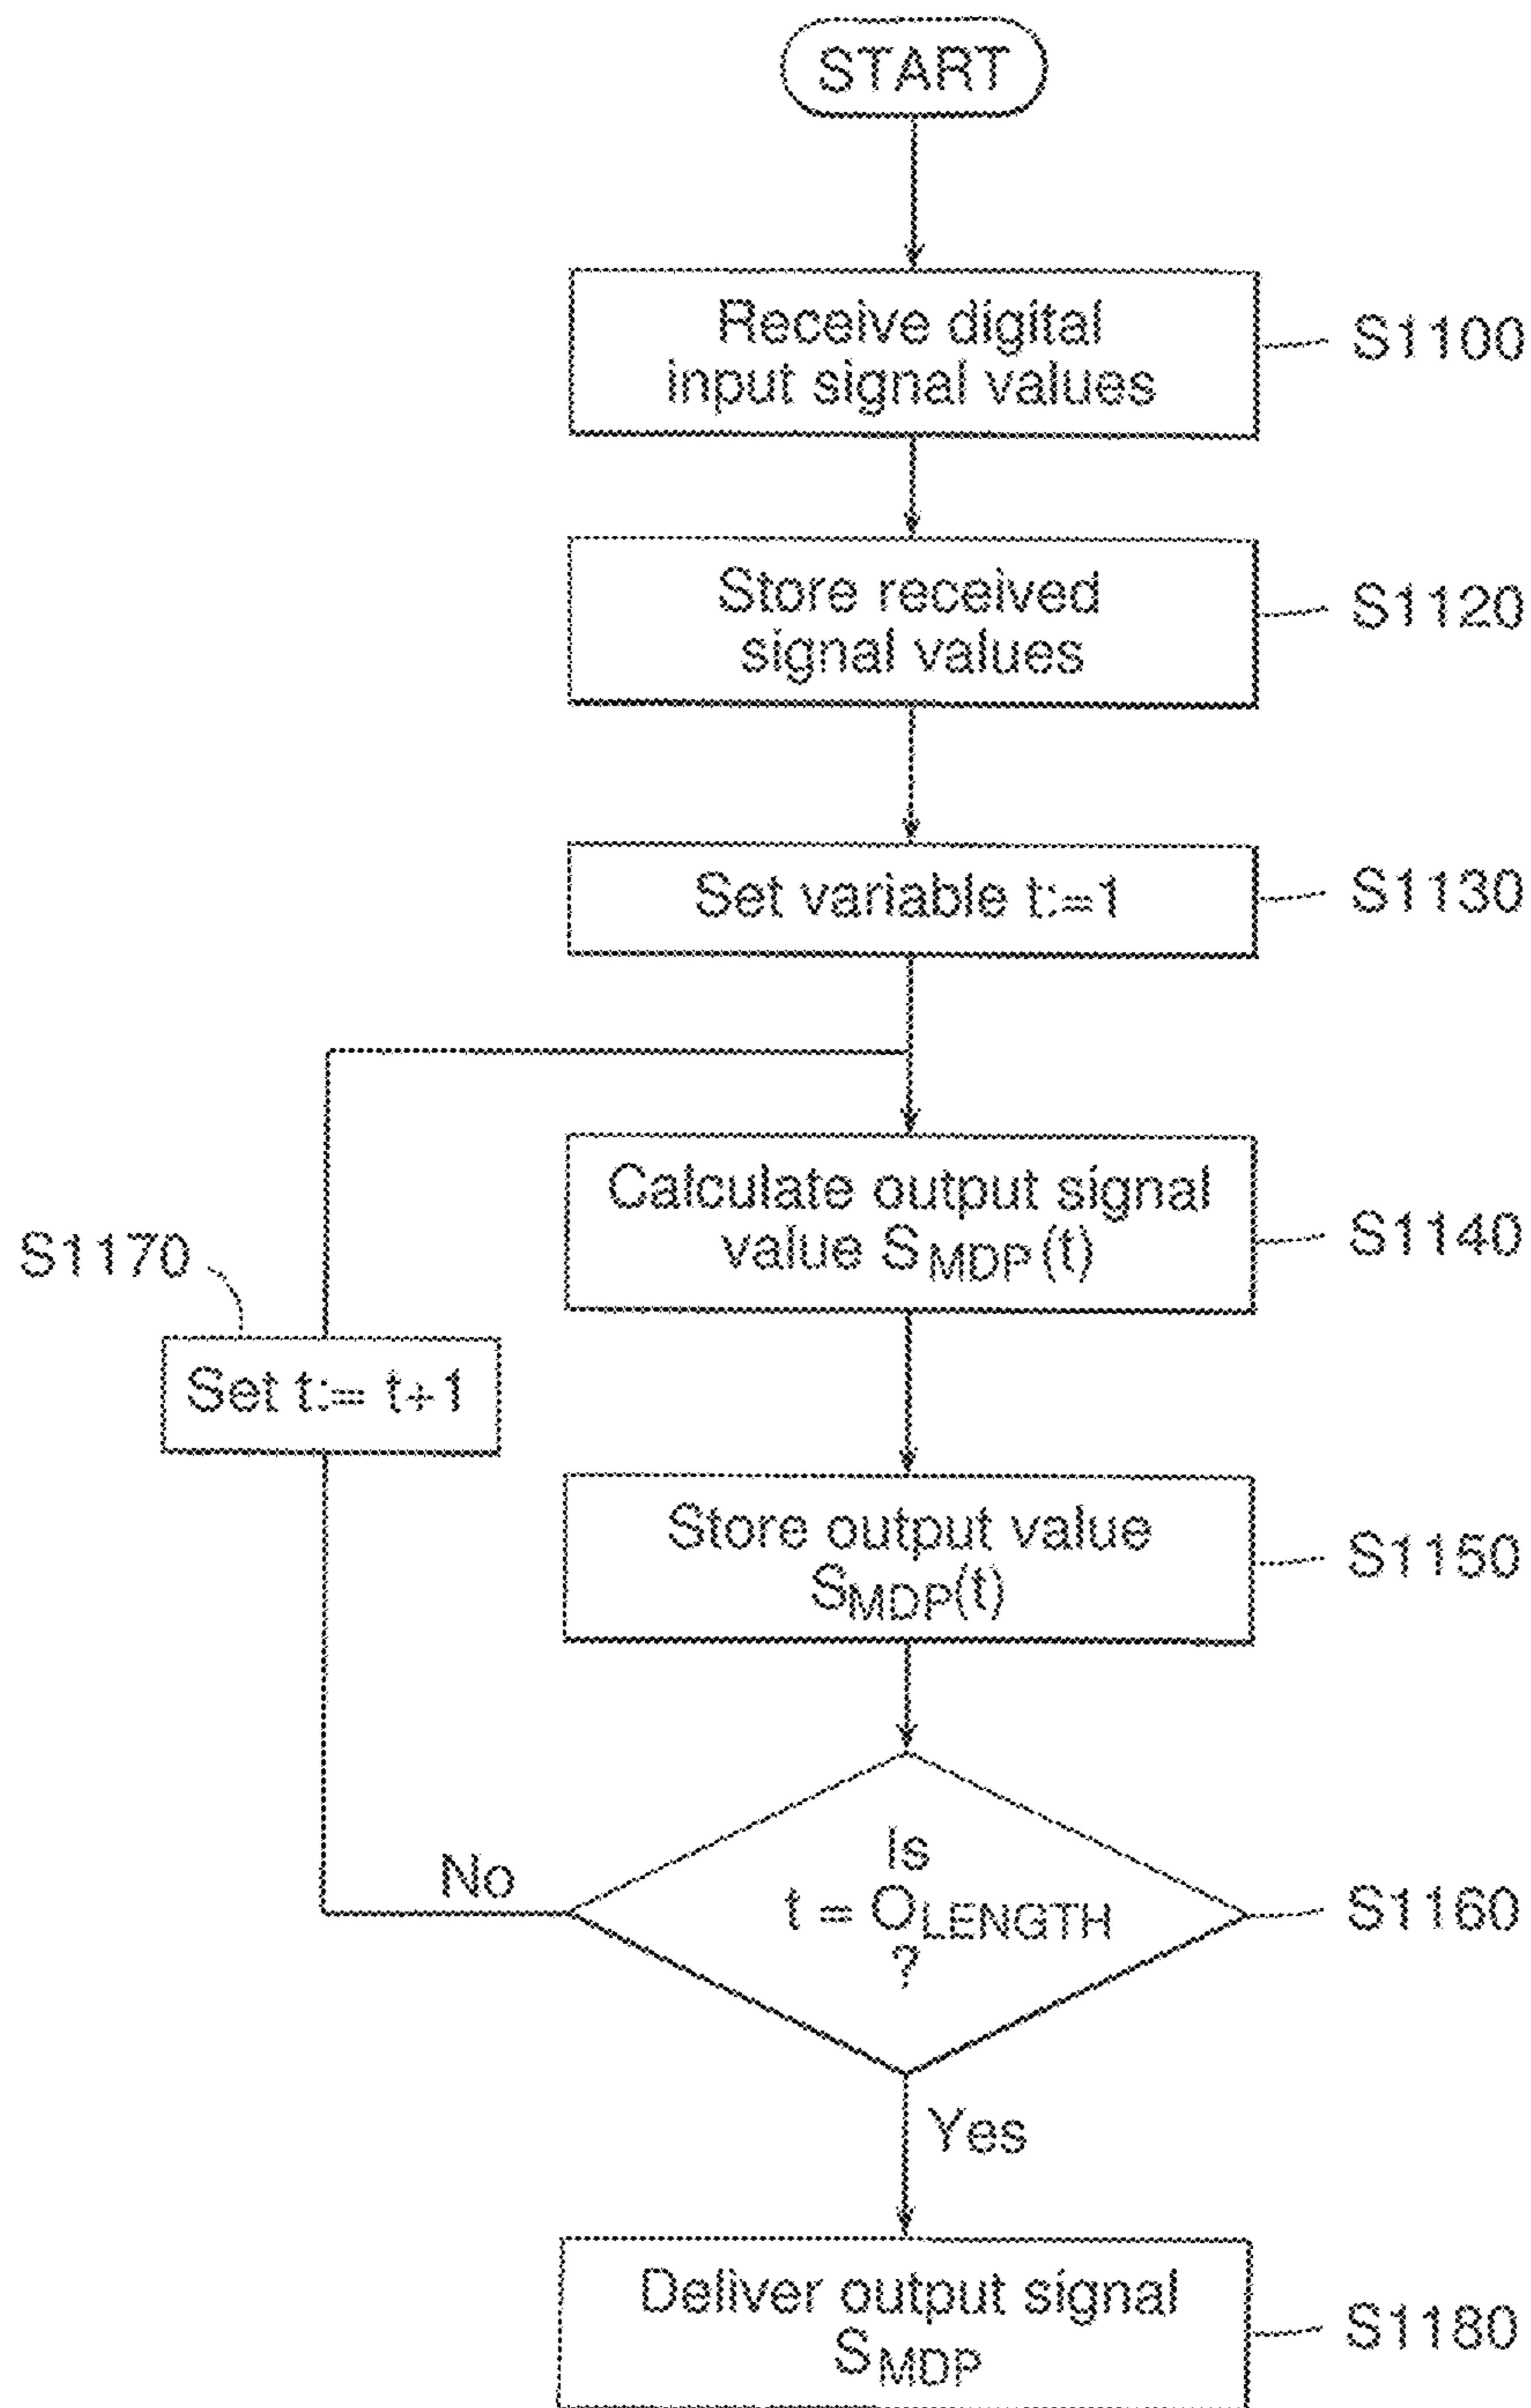 START
Receive digital
input signal values
S1100
Store received
signal values
S1120
Set variable t:=1
S1130
Calculate output signal
value SMDP(t)
S1140
S1170
Set t:= t+1
Store output value
SMDP(t)
S1150
Is
t = OLENGTH
?
S1160
No
Yes
Deliver output signal
SMDP
S1180